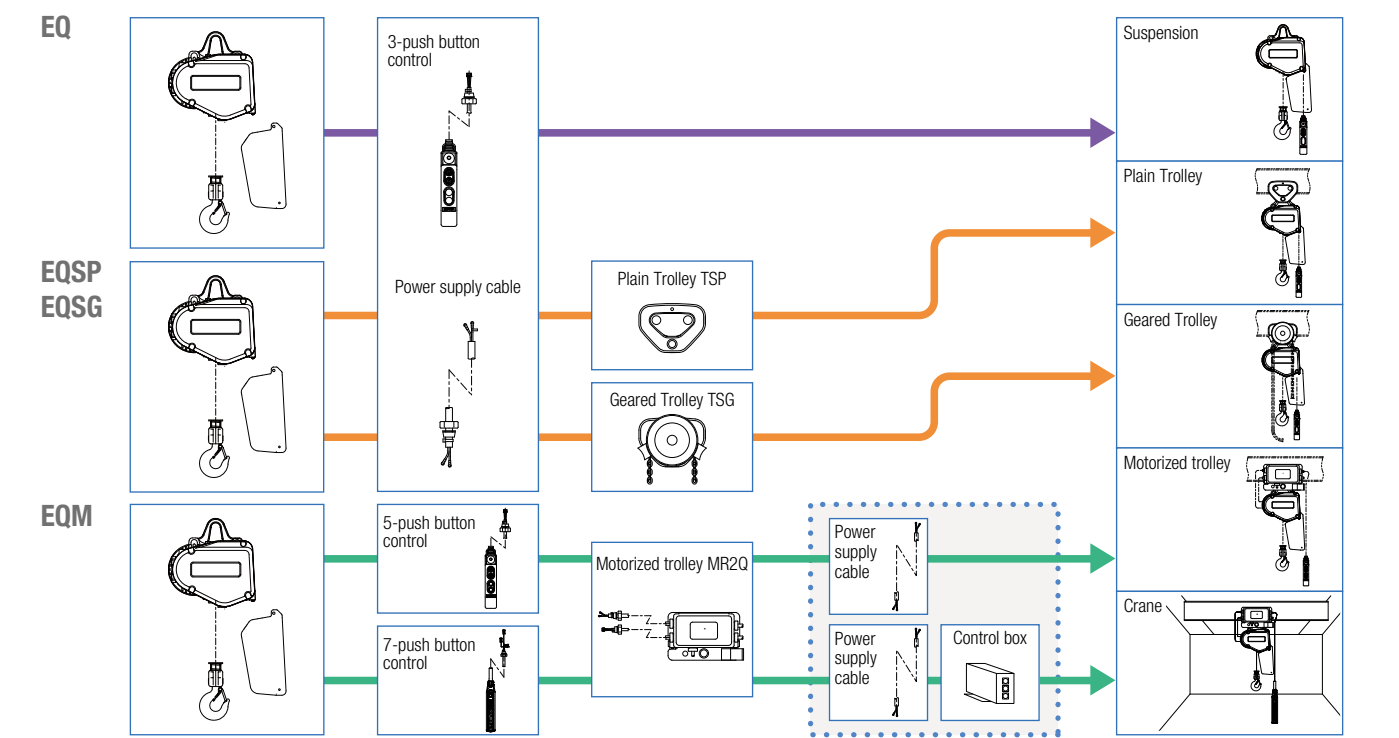 EQ
3-push button
control
Suspension
Plain Trolley
EQSP
EQSG
Power supply cable
Plain Trolley TSP
Geared Trolley
Geared Trolley TSG
Motorized trolley
EQM
5-push button
control
Motorized trolley MR2Q
Power
supply
cable
Crane
7-push button
control
Power
supply
cable
Control box